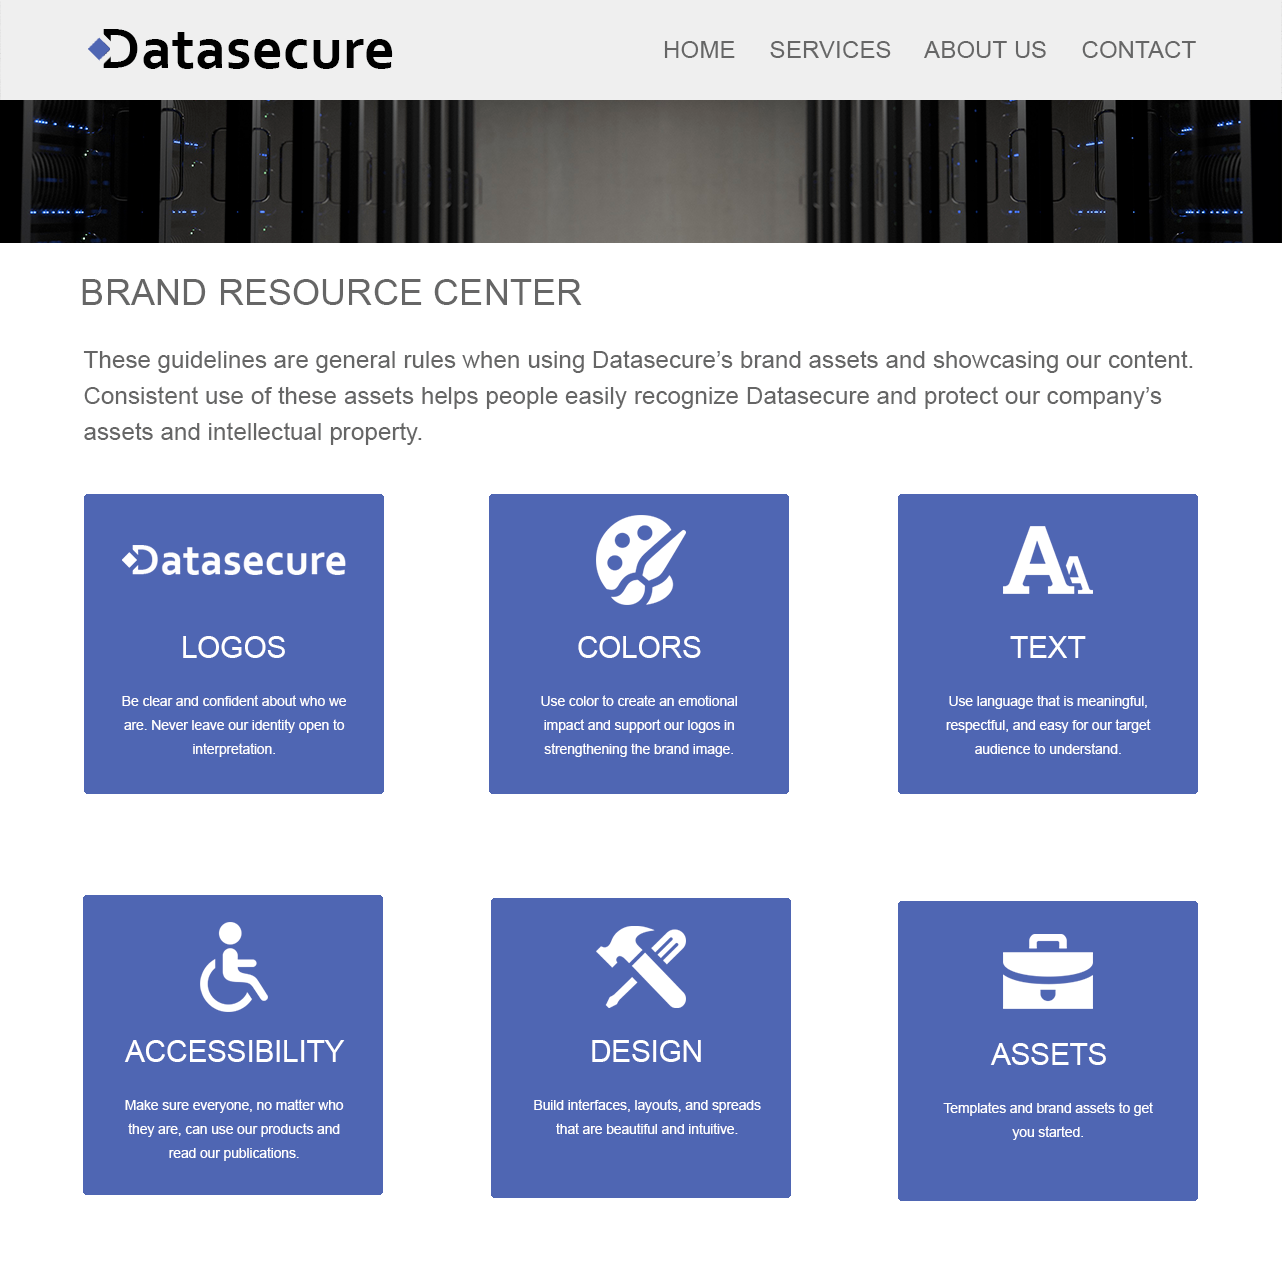 Datasecure
HOME SERVICES ABOUT US CONTACT
BRAND RESOURCE CENTER
These guidelines are general rules when using Datasecure’s brand assets and showcasing our content.
Consistent use of these assets helps people easily recognize Datasecure and protect our company’s
assets and intellectual property.
Datasecure
LOGOS
Be clear and confident about who we
are. Never leave our identity open to
interpretation.
COLORS
Use color to create an emotional
impact and support our logos in
strengthening the brand image.
AA
TEXT
Use language that is meaningful,
respectful, and easy for our target
audience to understand.
ACCESSIBILITY
Make sure everyone, no matter who
they are, can use our products and
read our publications.
DESIGN
Build interfaces, layouts, and spreads
that are beautiful and intuitive.
ASSETS
Templates and brand assets to get
you started.